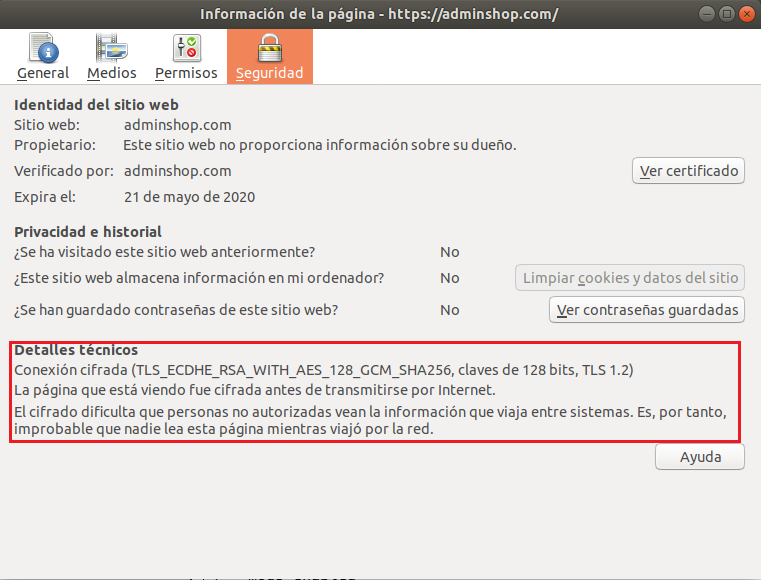 Información de la página - https://adminshop.com/
General Medios Permisos Seguridad
Identidad del sitio web
Sitio web: adminshop.com
Propietario: Este sitio web no proporciona información sobre su dueño.
Verificado por: adminshop.com Ver certificado
Expira el: 21 de mayo de 2020
Privacidad e historial
¿Se ha visitado este sitio web anteriormente? No
¿Este sitio web almacena información en mi ordenador? No Limpiar cookies y datos del sitio
¿Se han guardado contraseñas de este sitio web? No Ver contraseñas guardadas
Detalles técnicos
Conexión cifrada (TLS_ECDHE_RSA_WITH_AES_128_GCM_SHA256, claves de 128 bits, TLS 1.2)
La página que está viendo fue cifrada antes de transmitirse por Internet.
El cifrado dificulta que personas no autorizadas vean la información que viaja entre sistemas. Es, por tanto,
improbable que nadie lea esta página mientras viajó por la red.
Ayuda